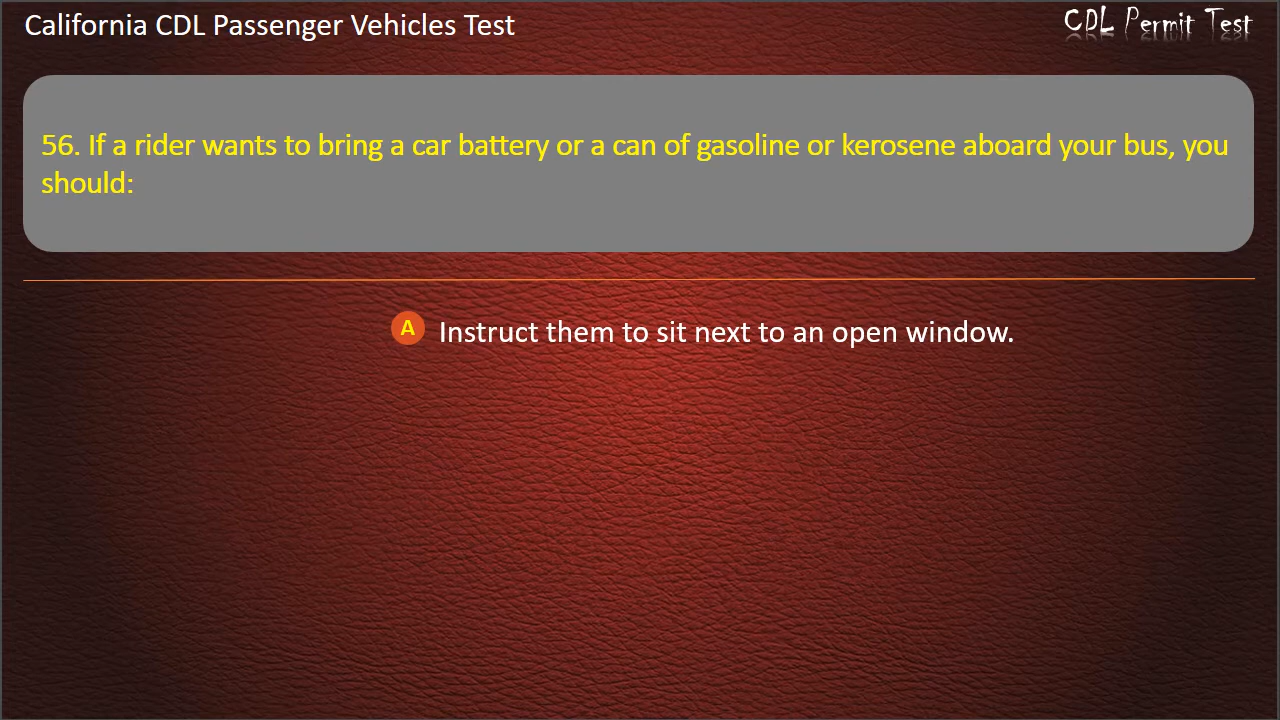 California CDL Passenger Vehicles Test
CDL Permit Test
56. If a rider wants to bring a car battery or a can of gasoline or kerosene aboard your bus, you
should:
A Instruct them to sit next to an open window.